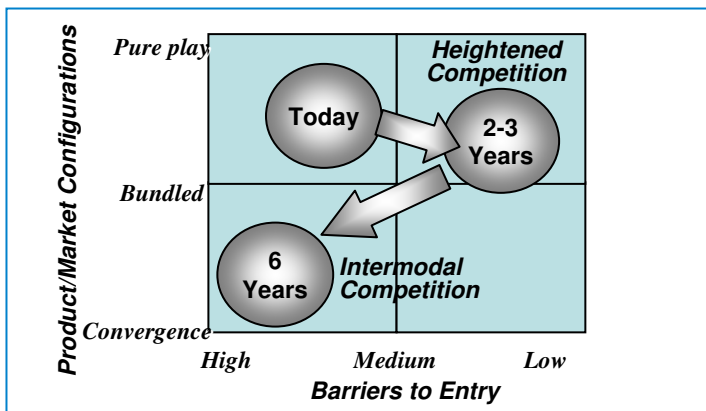 Product/Market Configurations
Pure play
Heightened
Competition
Today
2-3
Years
Bundled
6
Years
Intermodal
Competition
Convergence
High
Medium
Low
Barriers to Entry